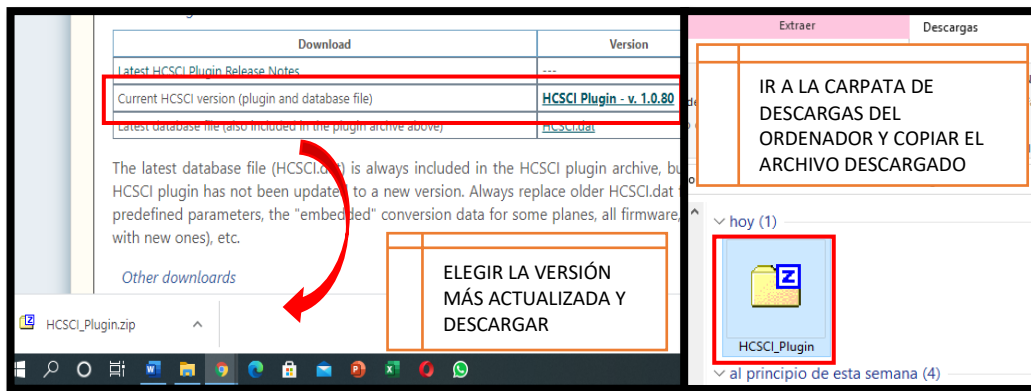 Download Version
Latest HCSCI Plugin Release Notes ---
Current HCSCI version (plugin and database file) HCSCI Plugin - v. 1.0.80
Latest database file (also included in the plugin archive above) HCSCI.dat
The latest database file (HCSCI.dat) is always included in the HCSCI plugin archive, bu
HCSCI plugin has not been updated to a new version. Always replace older HCSCI.dat
predefined parameters, the "embedded" conversion data for some planes, all firmware,
with new ones), etc.
Other downloards
ELEGIR LA VERSIÓN
MÁS ACTUALIZADA Y
DESCARGAR
HCSCI_Plugin.zip
Extraer Descargas
IR A LA CARPATA DE
DESCARGAS DEL
ORDENADOR Y COPIAR EL
ARCHIVO DESCARGADO
hoy (1)
HCSCI_Plugin
al principio de esta semana (4)